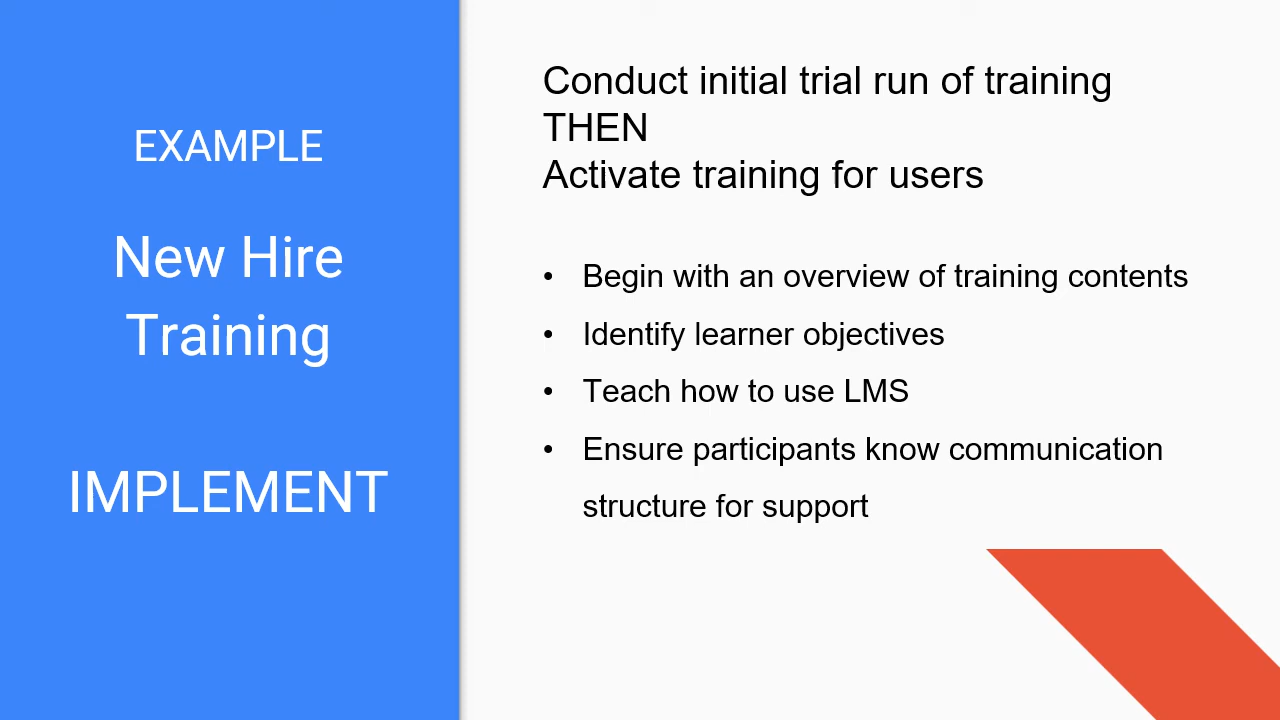 EXAMPLE
New Hire
Training
IMPLEMENT
Conduct initial trial run of training
THEN
Activate training for users
• Begin with an overview of training contents
• Identify learner objectives
• Teach how to use LMS
• Ensure participants know communication
structure for support